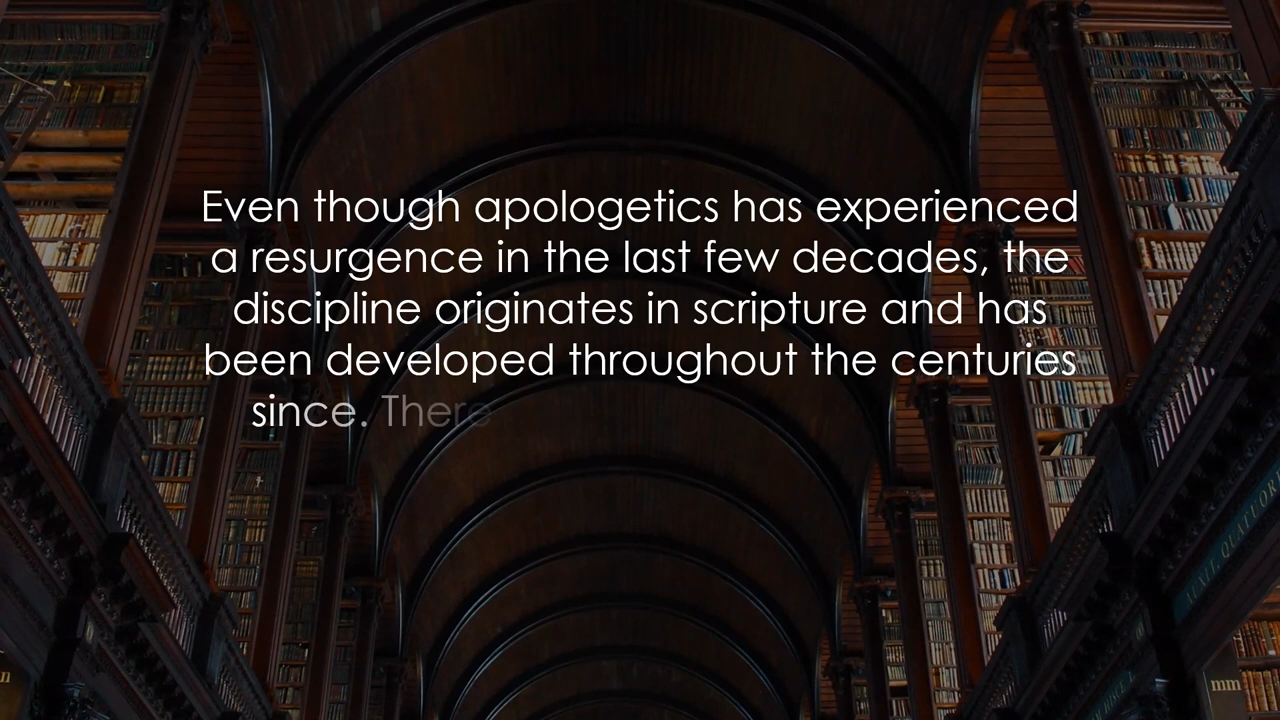 Even though apologetics has experienced
a resurgence in the last few decades, the
discipline originates in scripture and has
been developed throughout the centuries
since. There
mm